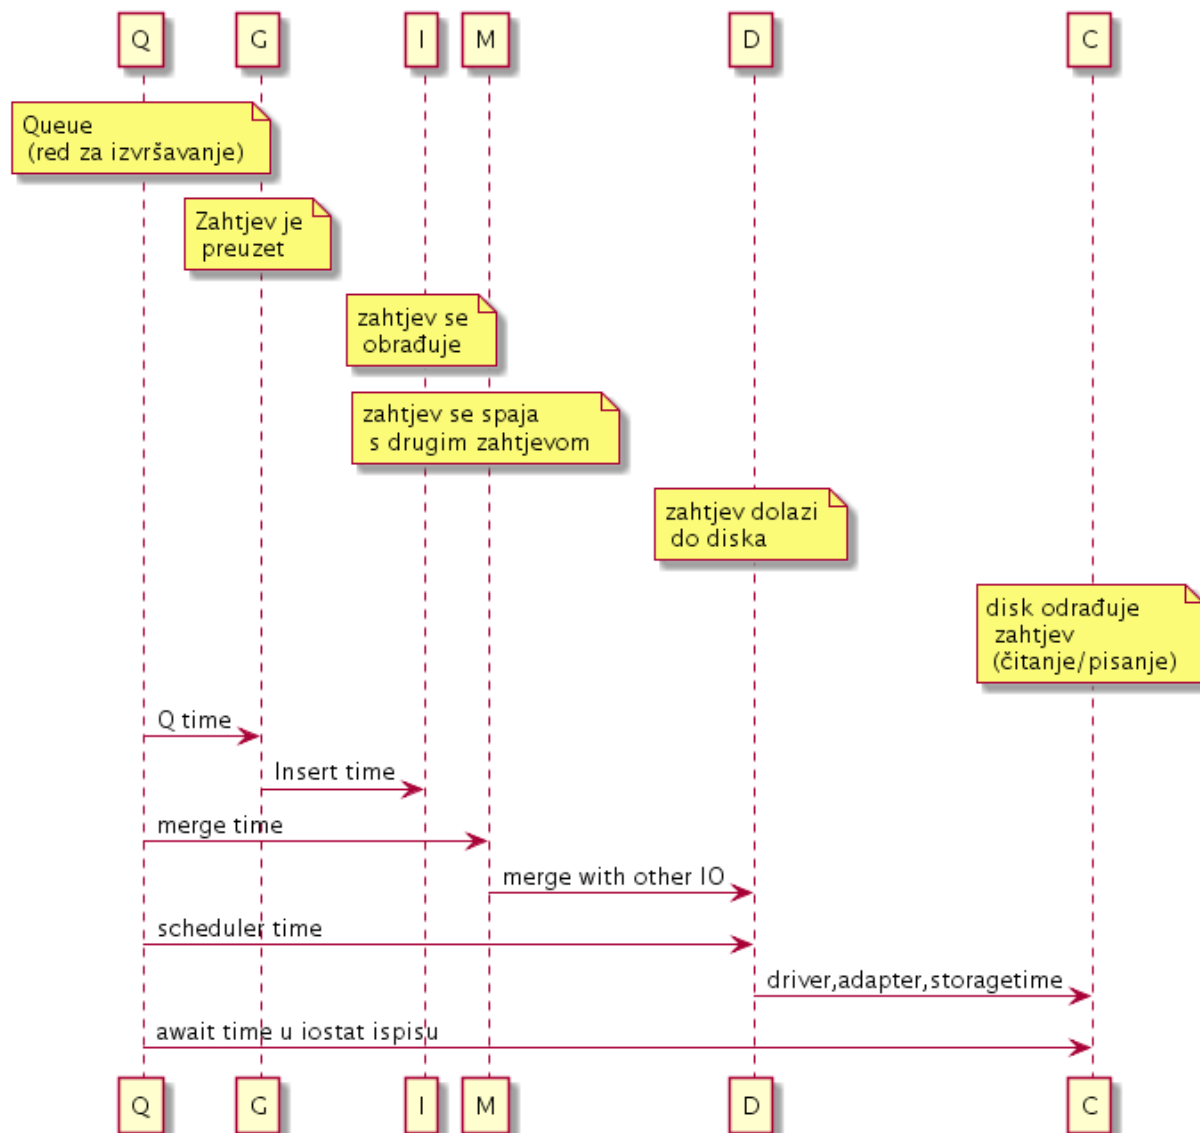 Q G I M D C
Queue
(red za izvršavanje)
Zahtjev je
preuzet
zahtjev se
obrađuje
zahtjev se spaja
s drugim zahtjevom
zahtjev dolazi
do diska
disk odrađuje
zahtjev
(čitanje/pisanje)
Q time
Insert time
merge time
merge with other IO
scheduler time
driver,adapter,storagetime
await time u iostat ispisu
Q G I M D C